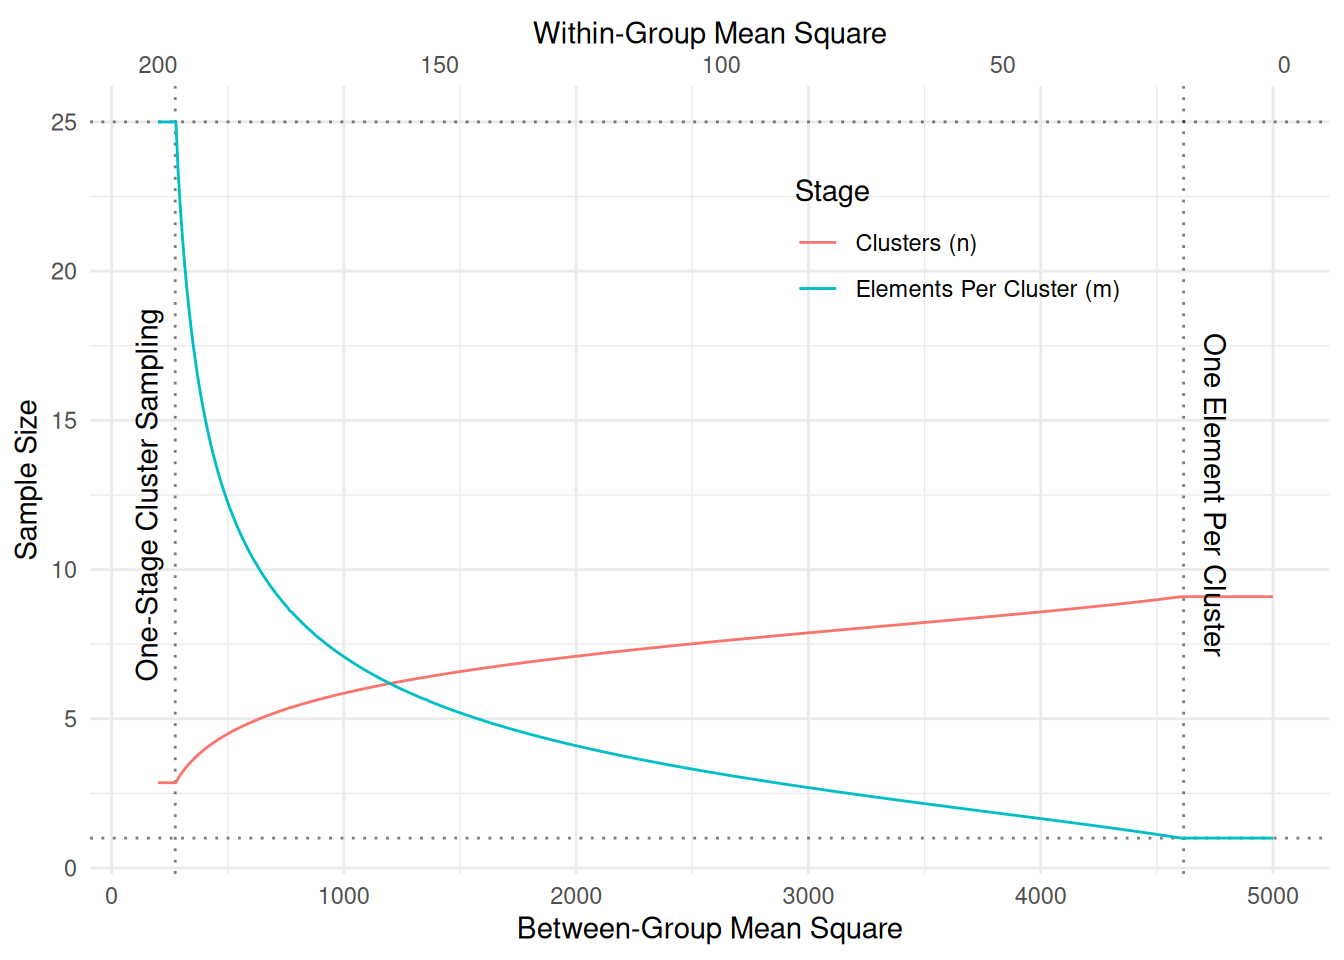 Within-Group Mean Square
200 150 100 50 0
25
20
15
10
5
0
Sample Size
One-Stage Cluster Sampling
Stage
Clusters (n)
Elements Per Cluster (m)
One Element Per Cluster
0 1000 2000 3000 4000 5000
Between-Group Mean Square